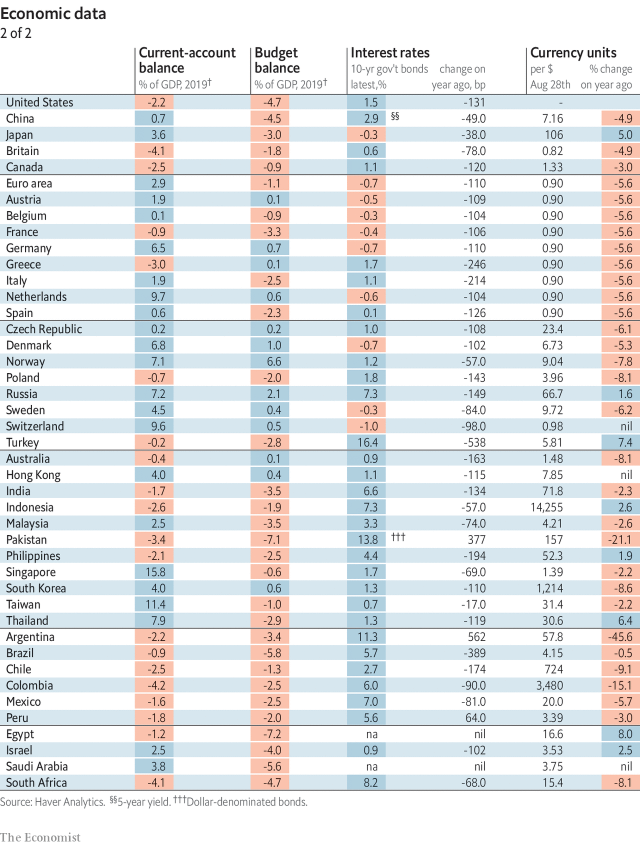 Economic data
2 of 2
Current-account balance Budget balance Interest rates Currency units
% of GDP, 2019† % of GDP, 2019† 10-yr gov't bonds latest,% change on year ago, bp per $ Aug 28th % change on year ago
United States -2.2 -4.7 1.5 -131 -
China 0.7 -4.5 2.9 §§ -49.0 7.16 -4.9
Japan 3.6 -3.0 -0.3 -38.0 106 5.0
Britain -4.1 -1.8 0.6 -78.0 0.82 -4.9
Canada -2.5 -0.9 1.1 -120 1.33 -3.0
Euro area 2.9 -1.1 -0.7 -110 0.90 -5.6
Austria 1.9 0.1 -0.5 -109 0.90 -5.6
Belgium 0.1 -0.9 -0.3 -104 0.90 -5.6
France -0.9 -3.3 -0.4 -106 0.90 -5.6
Germany 6.5 0.7 -0.7 -110 0.90 -5.6
Greece -3.0 0.1 1.7 -246 0.90 -5.6
Italy 1.9 -2.5 1.1 -214 0.90 -5.6
Netherlands 9.7 0.6 -0.6 -104 0.90 -5.6
Spain 0.6 -2.3 0.1 -126 0.90 -5.6
Czech Republic 0.2 0.2 1.0 -108 23.4 -6.1
Denmark 6.8 1.0 -0.7 -102 6.73 -5.3
Norway 7.1 6.6 1.2 -57.0 9.04 -7.8
Poland -0.7 -2.0 1.8 -143 3.96 -8.1
Russia 7.2 2.1 7.3 -149 66.7 1.6
Sweden 4.5 0.4 -0.3 -84.0 9.72 -6.2
Switzerland 9.6 0.5 -1.0 -98.0 0.98 nil
Turkey -0.2 -2.8 16.4 -538 5.81 7.4
Australia -0.4 0.1 0.9 -163 1.48 -8.1
Hong Kong 4.0 0.4 1.1 -115 7.85 nil
India -1.7 -3.5 6.6 -134 71.8 -2.3
Indonesia -2.6 -1.9 7.3 -57.0 14,255 2.6
Malaysia 2.5 -3.5 3.3 -74.0 4.21 -2.6
Pakistan -3.4 -7.1 13.8 ††† 377 157 -21.1
Philippines -2.1 -2.5 4.4 -194 52.3 1.9
Singapore 15.8 -0.6 1.7 -69.0 1.39 -2.2
South Korea 4.0 0.6 1.3 -110 1,214 -8.6
Taiwan 11.4 -1.0 0.7 -17.0 31.4 -2.2
Thailand 7.9 -2.9 1.3 -119 30.6 6.4
Argentina -2.2 -3.4 11.3 562 57.8 -45.6
Brazil -0.9 -5.8 5.7 -389 4.15 -0.5
Chile -2.5 -1.3 2.7 -174 724 -9.1
Colombia -4.2 -2.5 6.0 -90.0 3,480 -15.1
Mexico -1.6 -2.5 7.0 -81.0 20.0 -5.7
Peru -1.8 -2.0 5.6 64.0 3.39 -3.0
Egypt -1.2 -7.2 na nil 16.6 8.0
Israel 2.5 -4.0 0.9 -102 3.53 2.5
Saudi Arabia 3.8 -5.6 na nil 3.75 nil
South Africa -4.1 -4.7 8.2 -68.0 15.4 -8.1
Source: Haver Analytics. §§5-year yield. †††Dollar-denominated bonds.
The Economist